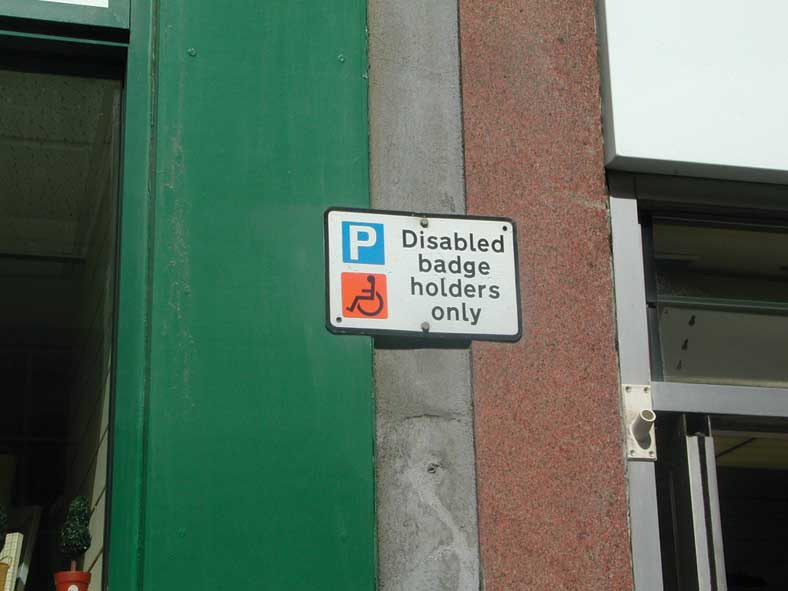 P
Disabled
badge
holders
only